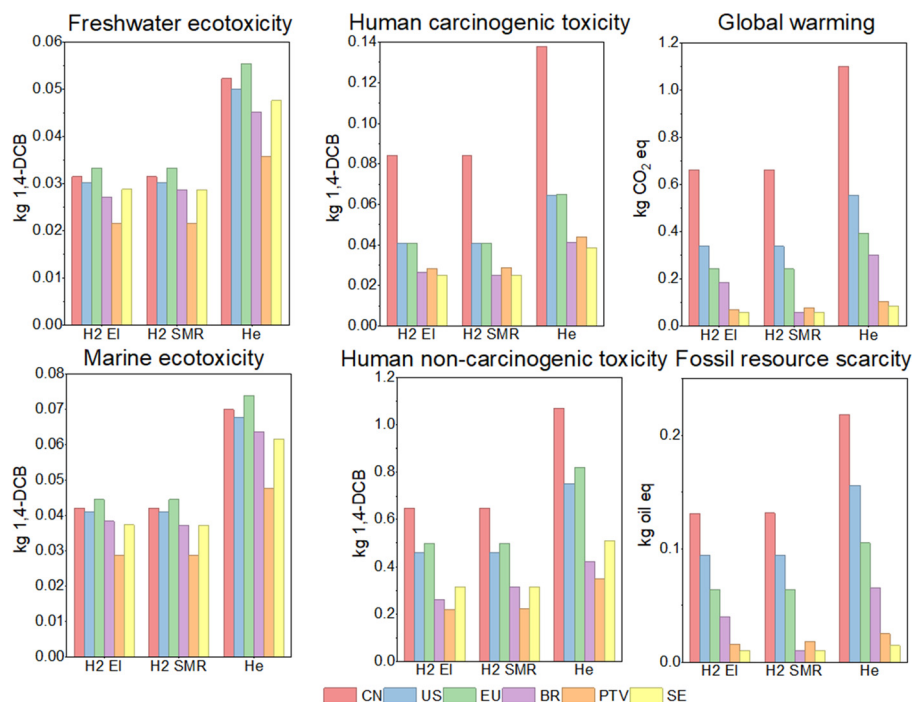 Freshwater ecotoxicity
Human carcinogenic toxicity
Global warming
kg 1,4-DCB
0.06
0.05
0.04
0.03
0.02
0.01
0.00
H2 El
H2 SMR
He
kg 1,4-DCB
0.14
0.12
0.10
0.08
0.06
0.04
0.02
0.00
H2 El
H2 SMR
He
kg CO2 eq
1.2
1.0
0.8
0.6
0.4
0.2
0.0
H2 El
H2 SMR
He
Marine ecotoxicity
Human non-carcinogenic toxicity
Fossil resource scarcity
kg 1,4-DCB
0.08
0.07
0.06
0.05
0.04
0.03
0.02
0.01
0.00
H2 El
H2 SMR
He
kg 1,4-DCB
1.2
1.0
0.8
0.6
0.4
0.2
0.0
H2 El
H2 SMR
He
kg oil eq
0.2
0.1
0.0
H2 El
H2 SMR
He
CN US EU BR PTV SE